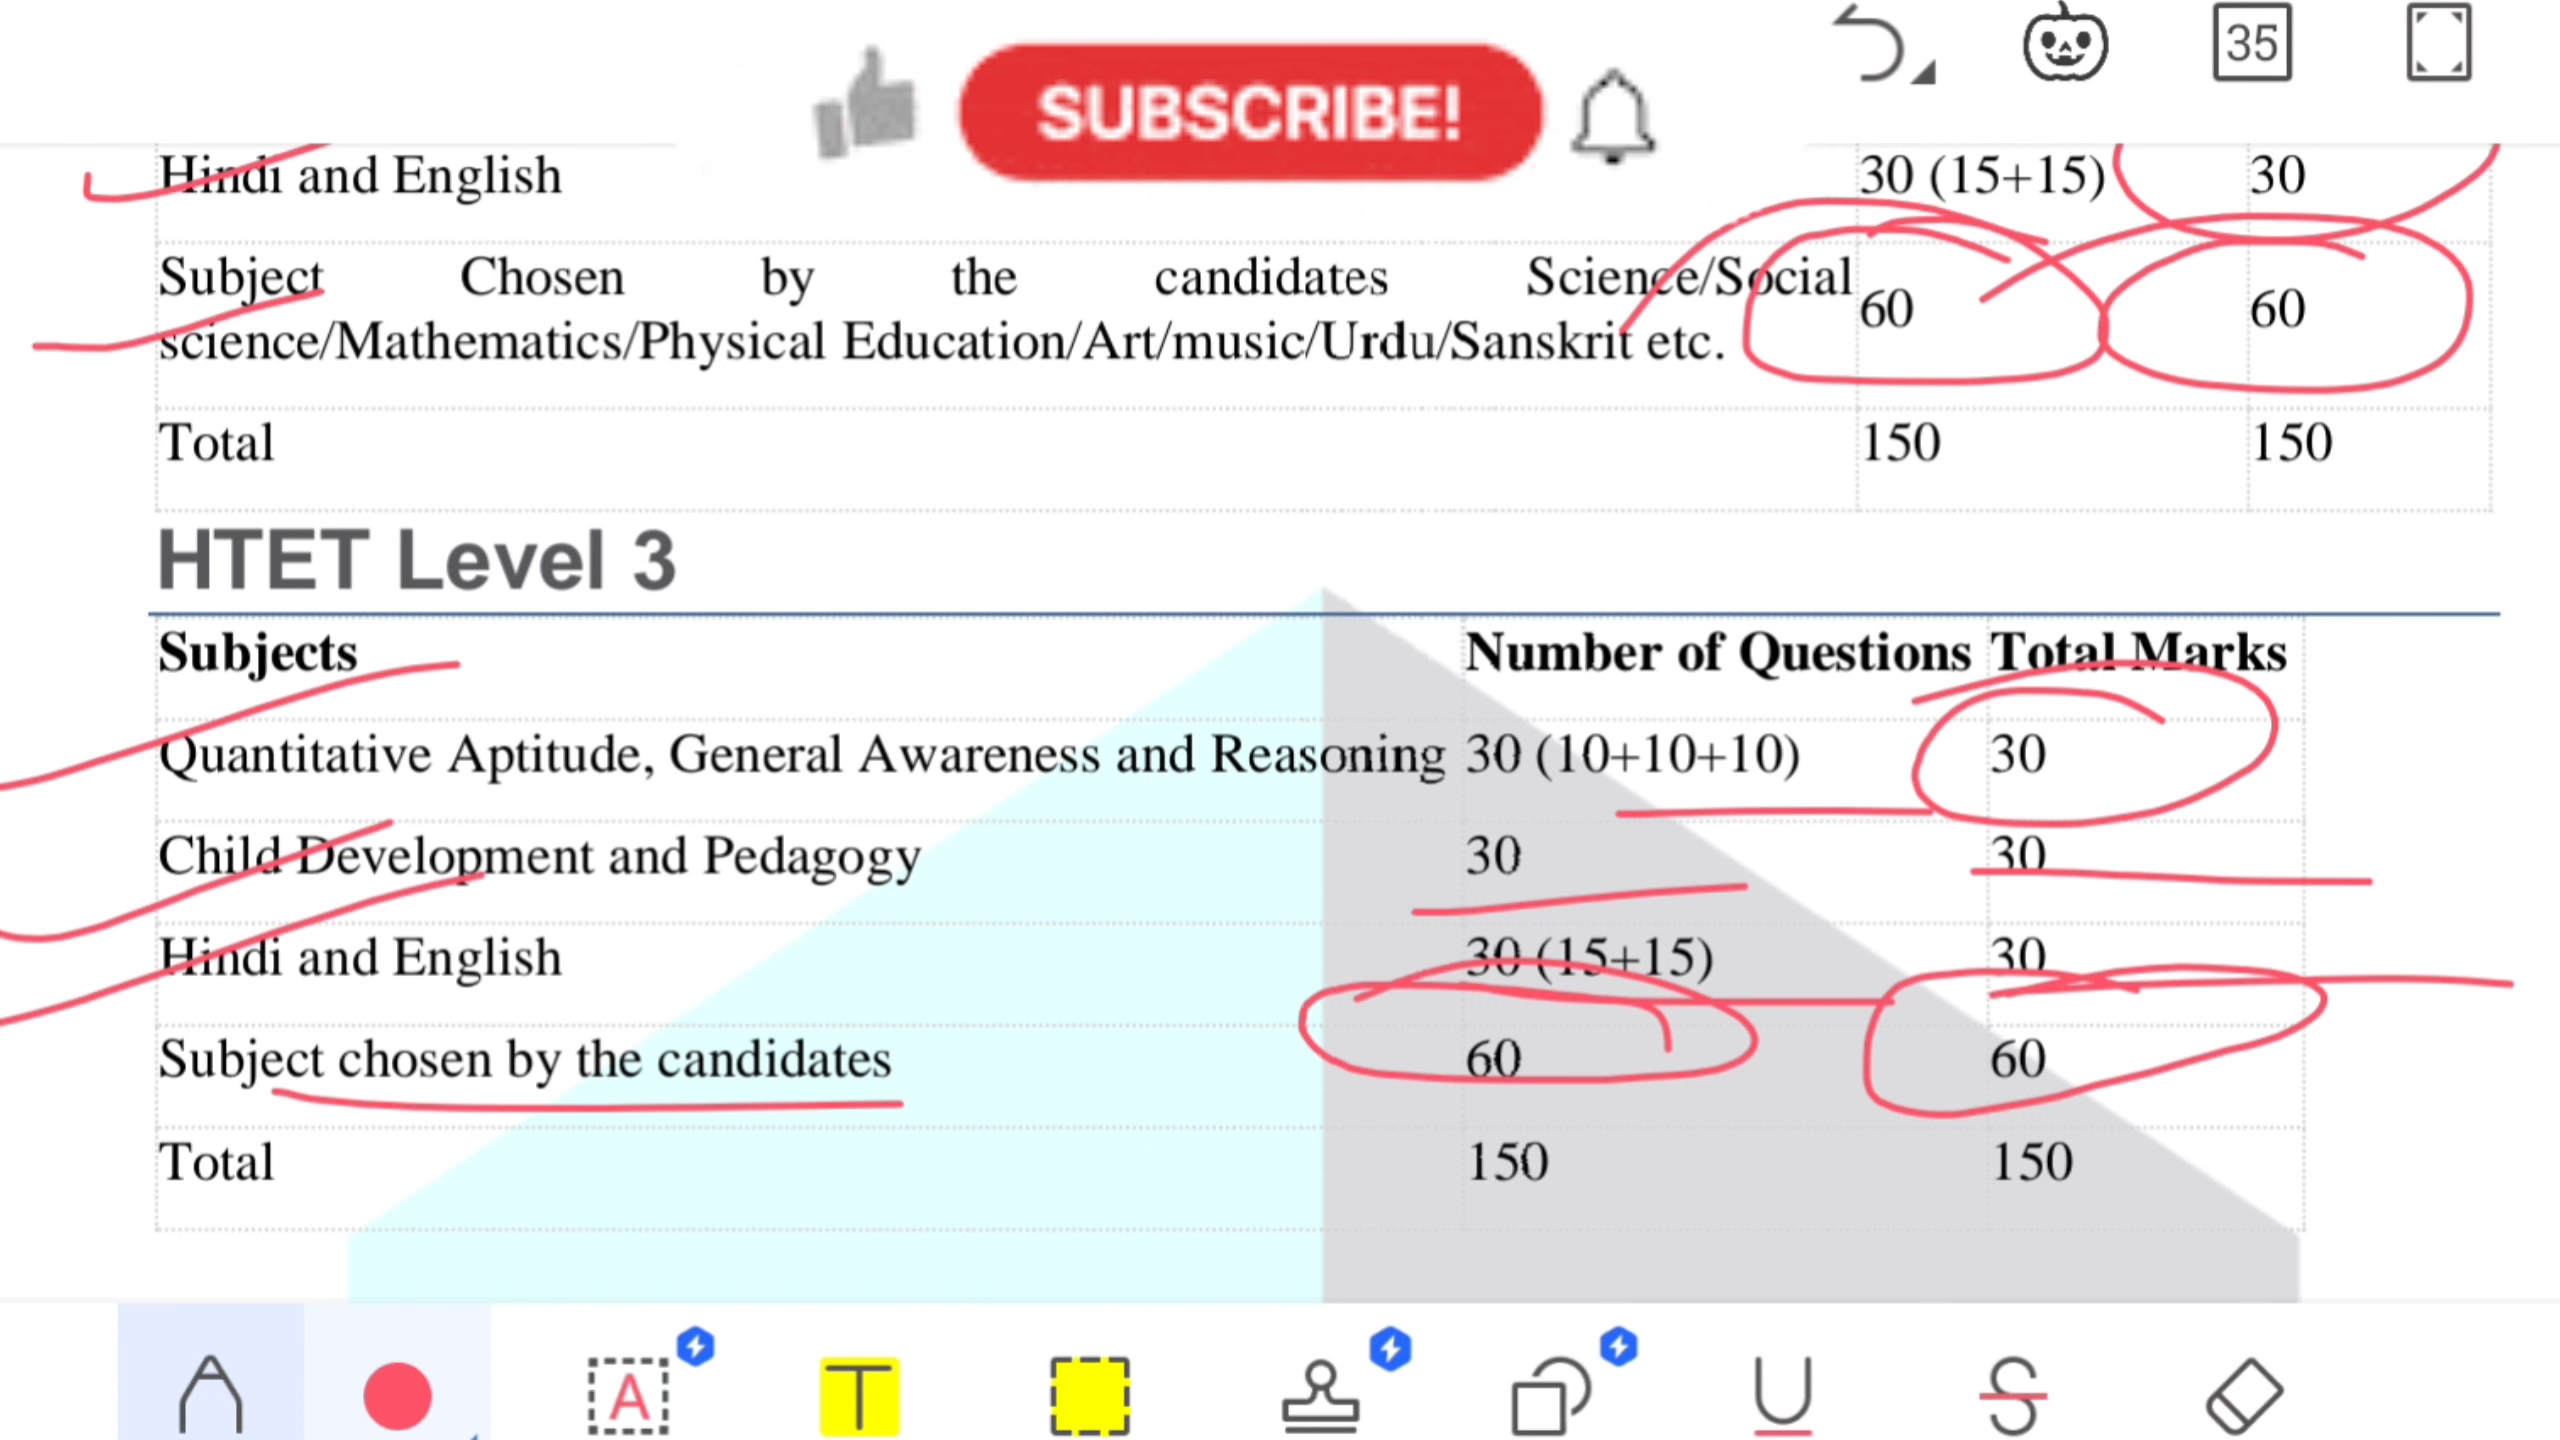 SUBSCRIBE!
35
Hindi and English 30 (15+15) 30
Subject Chosen by the candidates Science/Social
science/Mathematics/Physical Education/Art/music/Urdu/Sanskrit etc. 60 60
Total 150 150
HTET Level 3
Subjects Number of Questions Total Marks
Quantitative Aptitude, General Awareness and Reasoning 30 (10+10+10) 30
Child Development and Pedagogy 30 30
Hindi and English 30 (15+15) 30
Subject chosen by the candidates 60 60
Total 150 150
A T U S